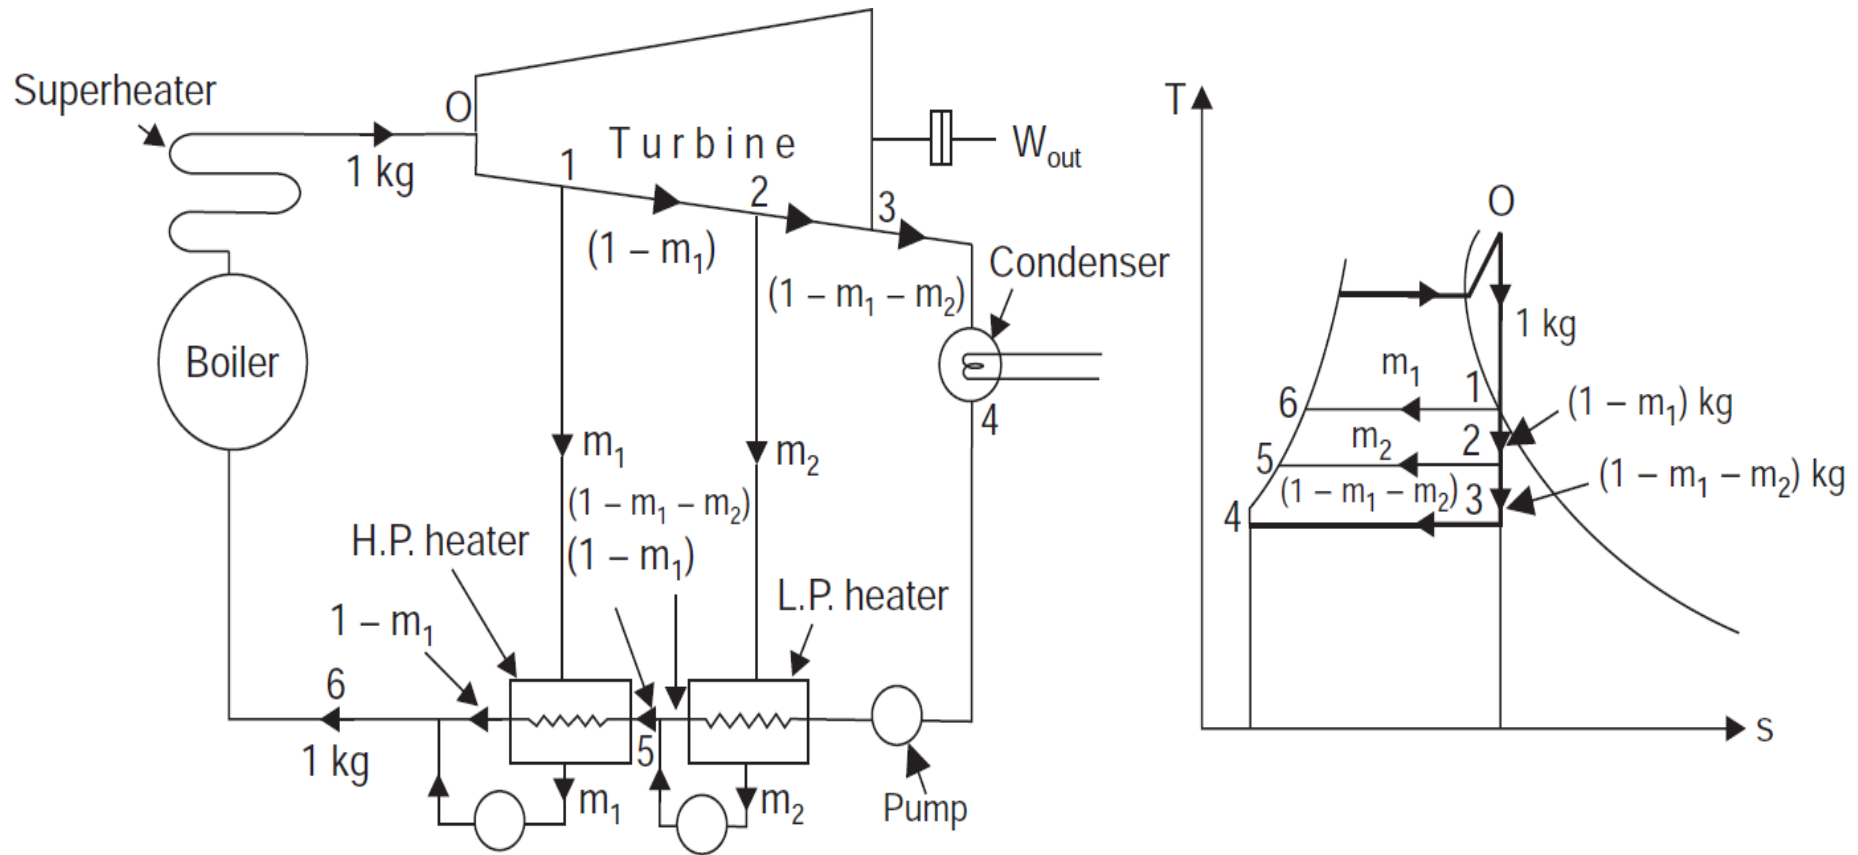 Superheater
O
1 kg
Turbine
1
2
3
W_out
(1 – m₁)
(1 – m₁ – m₂)
Condenser
Boiler
4
m₁
m₂
(1 – m₁ – m₂)
(1 – m₁)
H.P. heater
L.P. heater
1 – m₁
6
1 kg
5
m₁
m₂
Pump
T
O
1 kg
m₁
1
6
(1 – m₁) kg
m₂
2
5
(1 – m₁ – m₂)
3
(1 – m₁ – m₂) kg
4
s